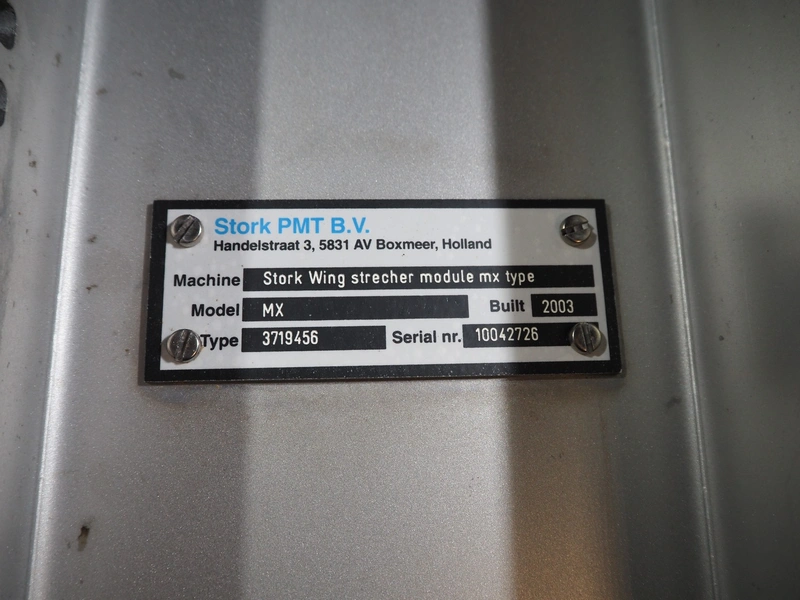 Stork PMT B.V.
Handelstraat 3, 5831 AV Boxmeer, Holland
Machine Stork Wing strecher module mx type
Model MX Built 2003
Type 3719456 Serial nr. 10042726